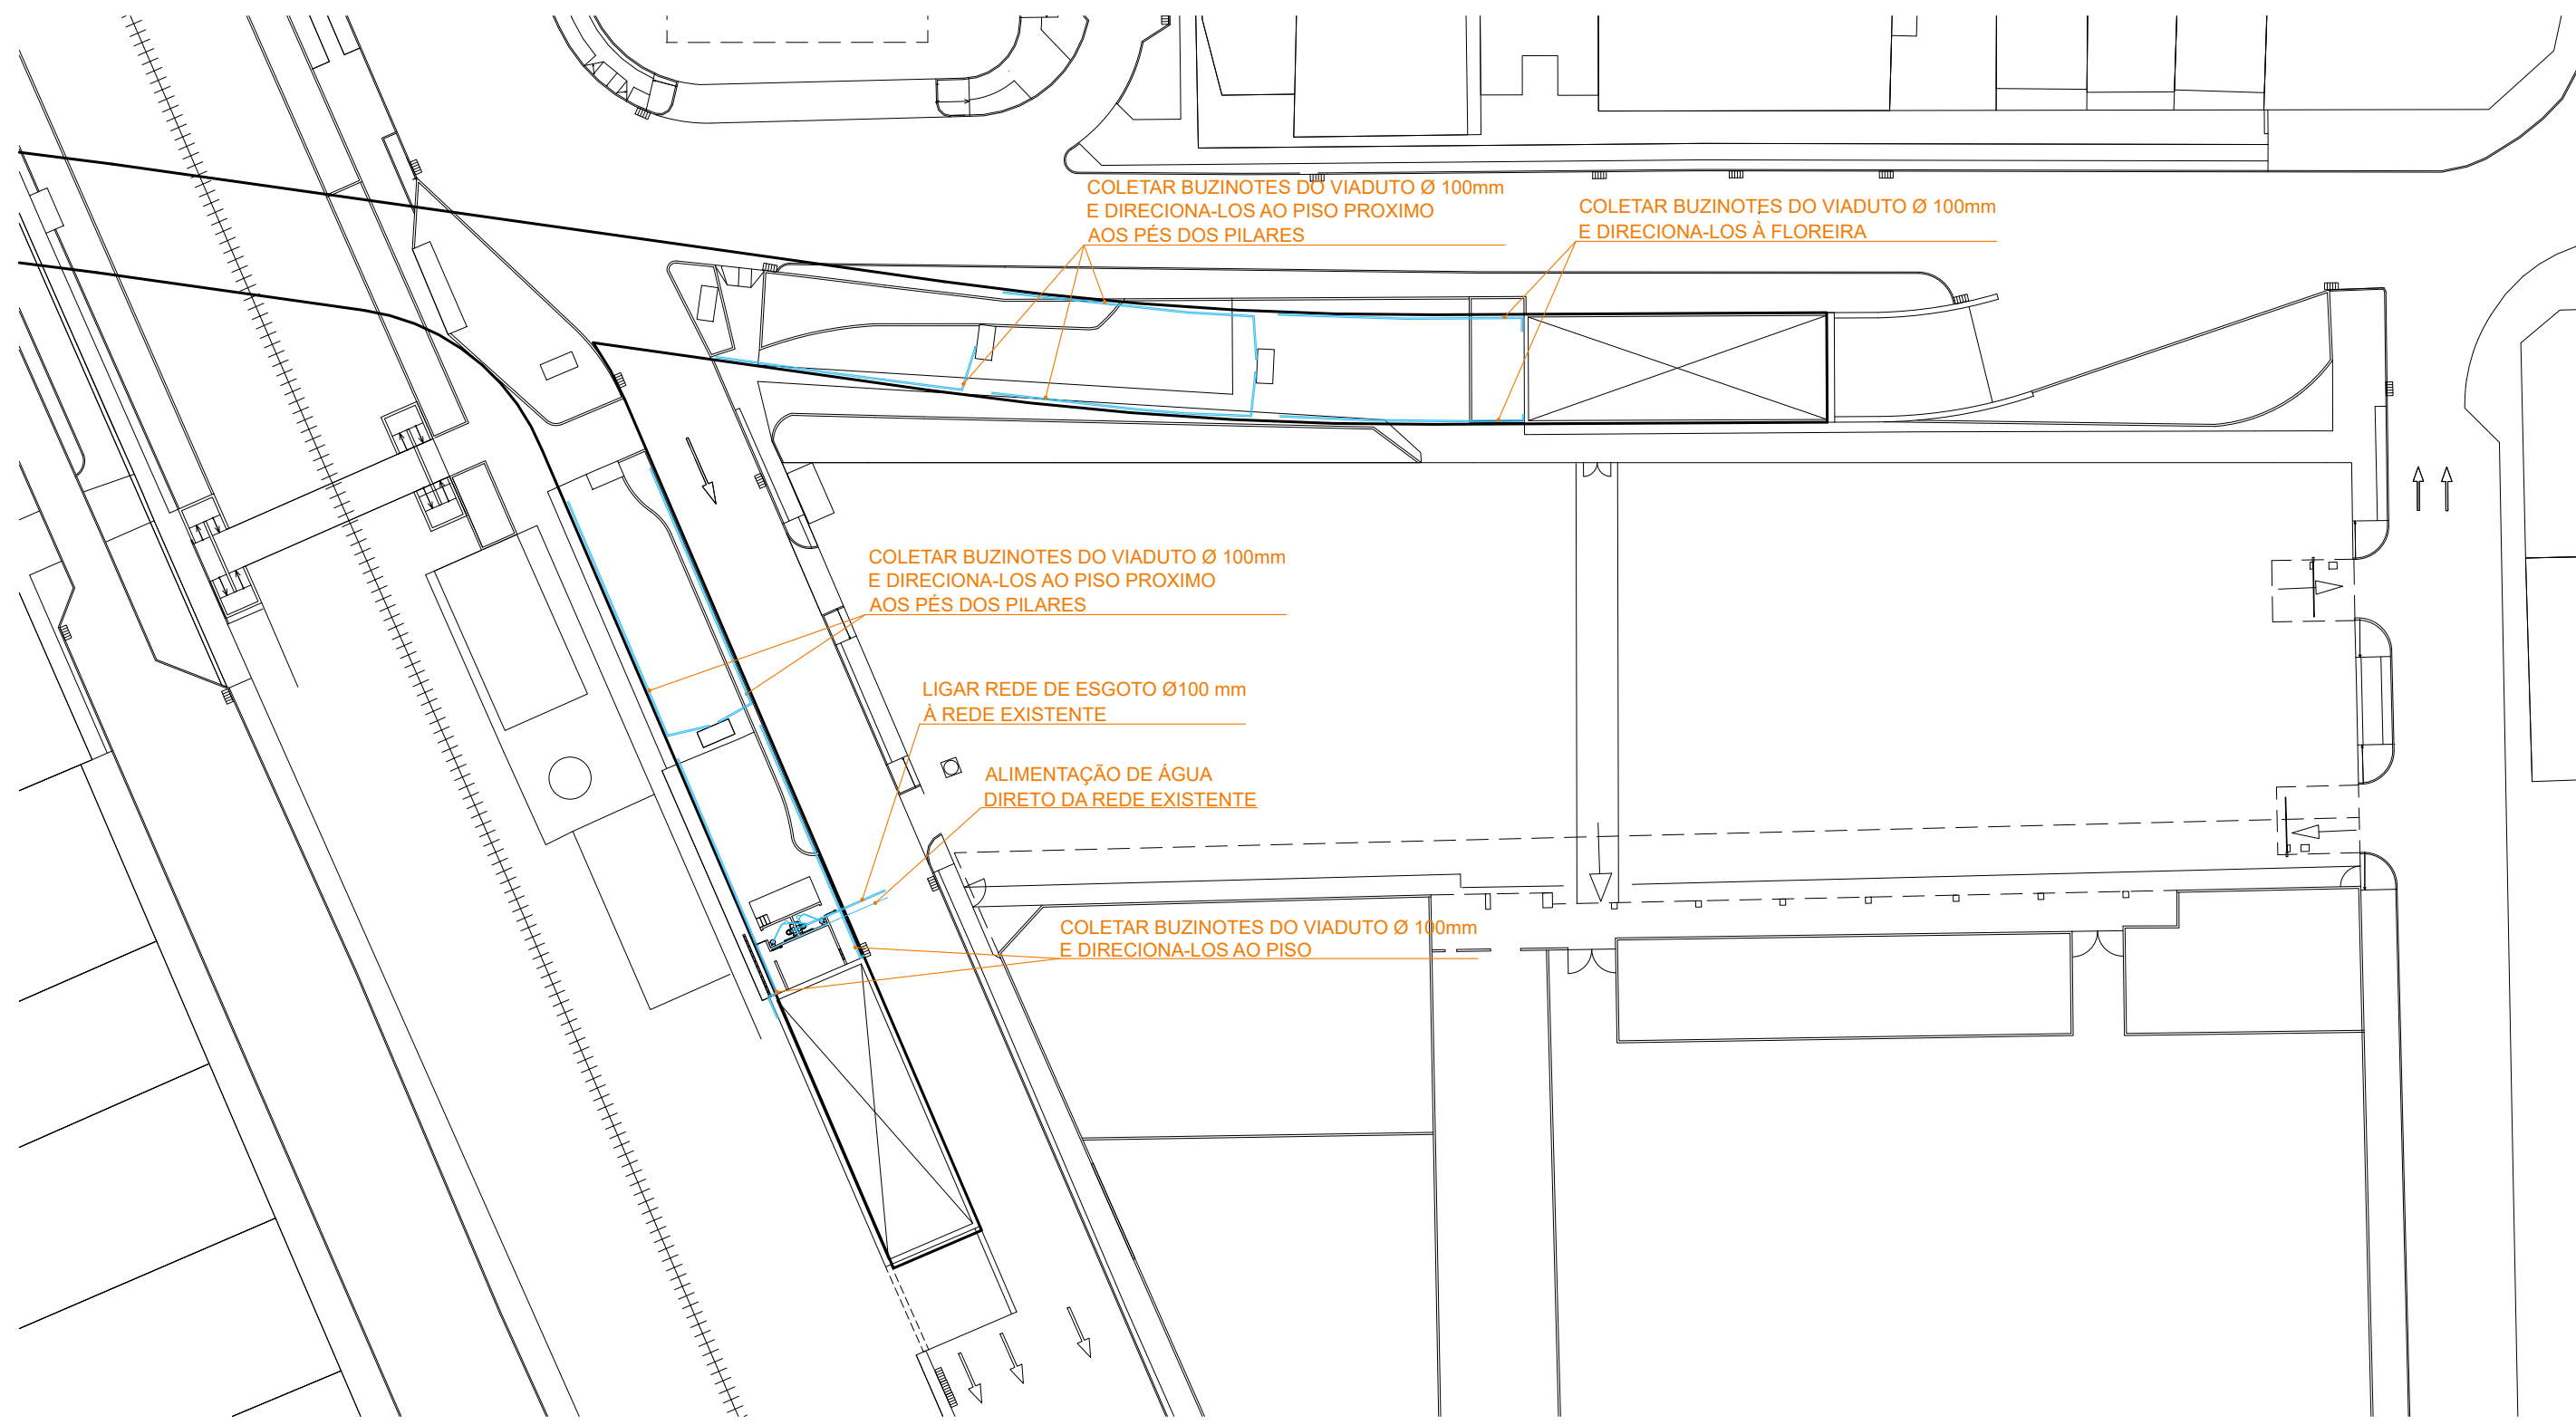 COLETAR BUZINOTES DO VIADUTO Ø 100mm
E DIRECIONA-LOS AO PISO PROXIMO
AOS PÉS DOS PILARES
COLETAR BUZINOTES DO VIADUTO Ø 100mm
E DIRECIONA-LOS À FLOREIRA
COLETAR BUZINOTES DO VIADUTO Ø 100mm
E DIRECIONA-LOS AO PISO PROXIMO
AOS PÉS DOS PILARES
LIGAR REDE DE ESGOTO Ø100 mm
À REDE EXISTENTE
ALIMENTAÇÃO DE ÁGUA
DIRETO DA REDE EXISTENTE
COLETAR BUZINOTES DO VIADUTO Ø 100mm
E DIRECIONA-LOS AO PISO